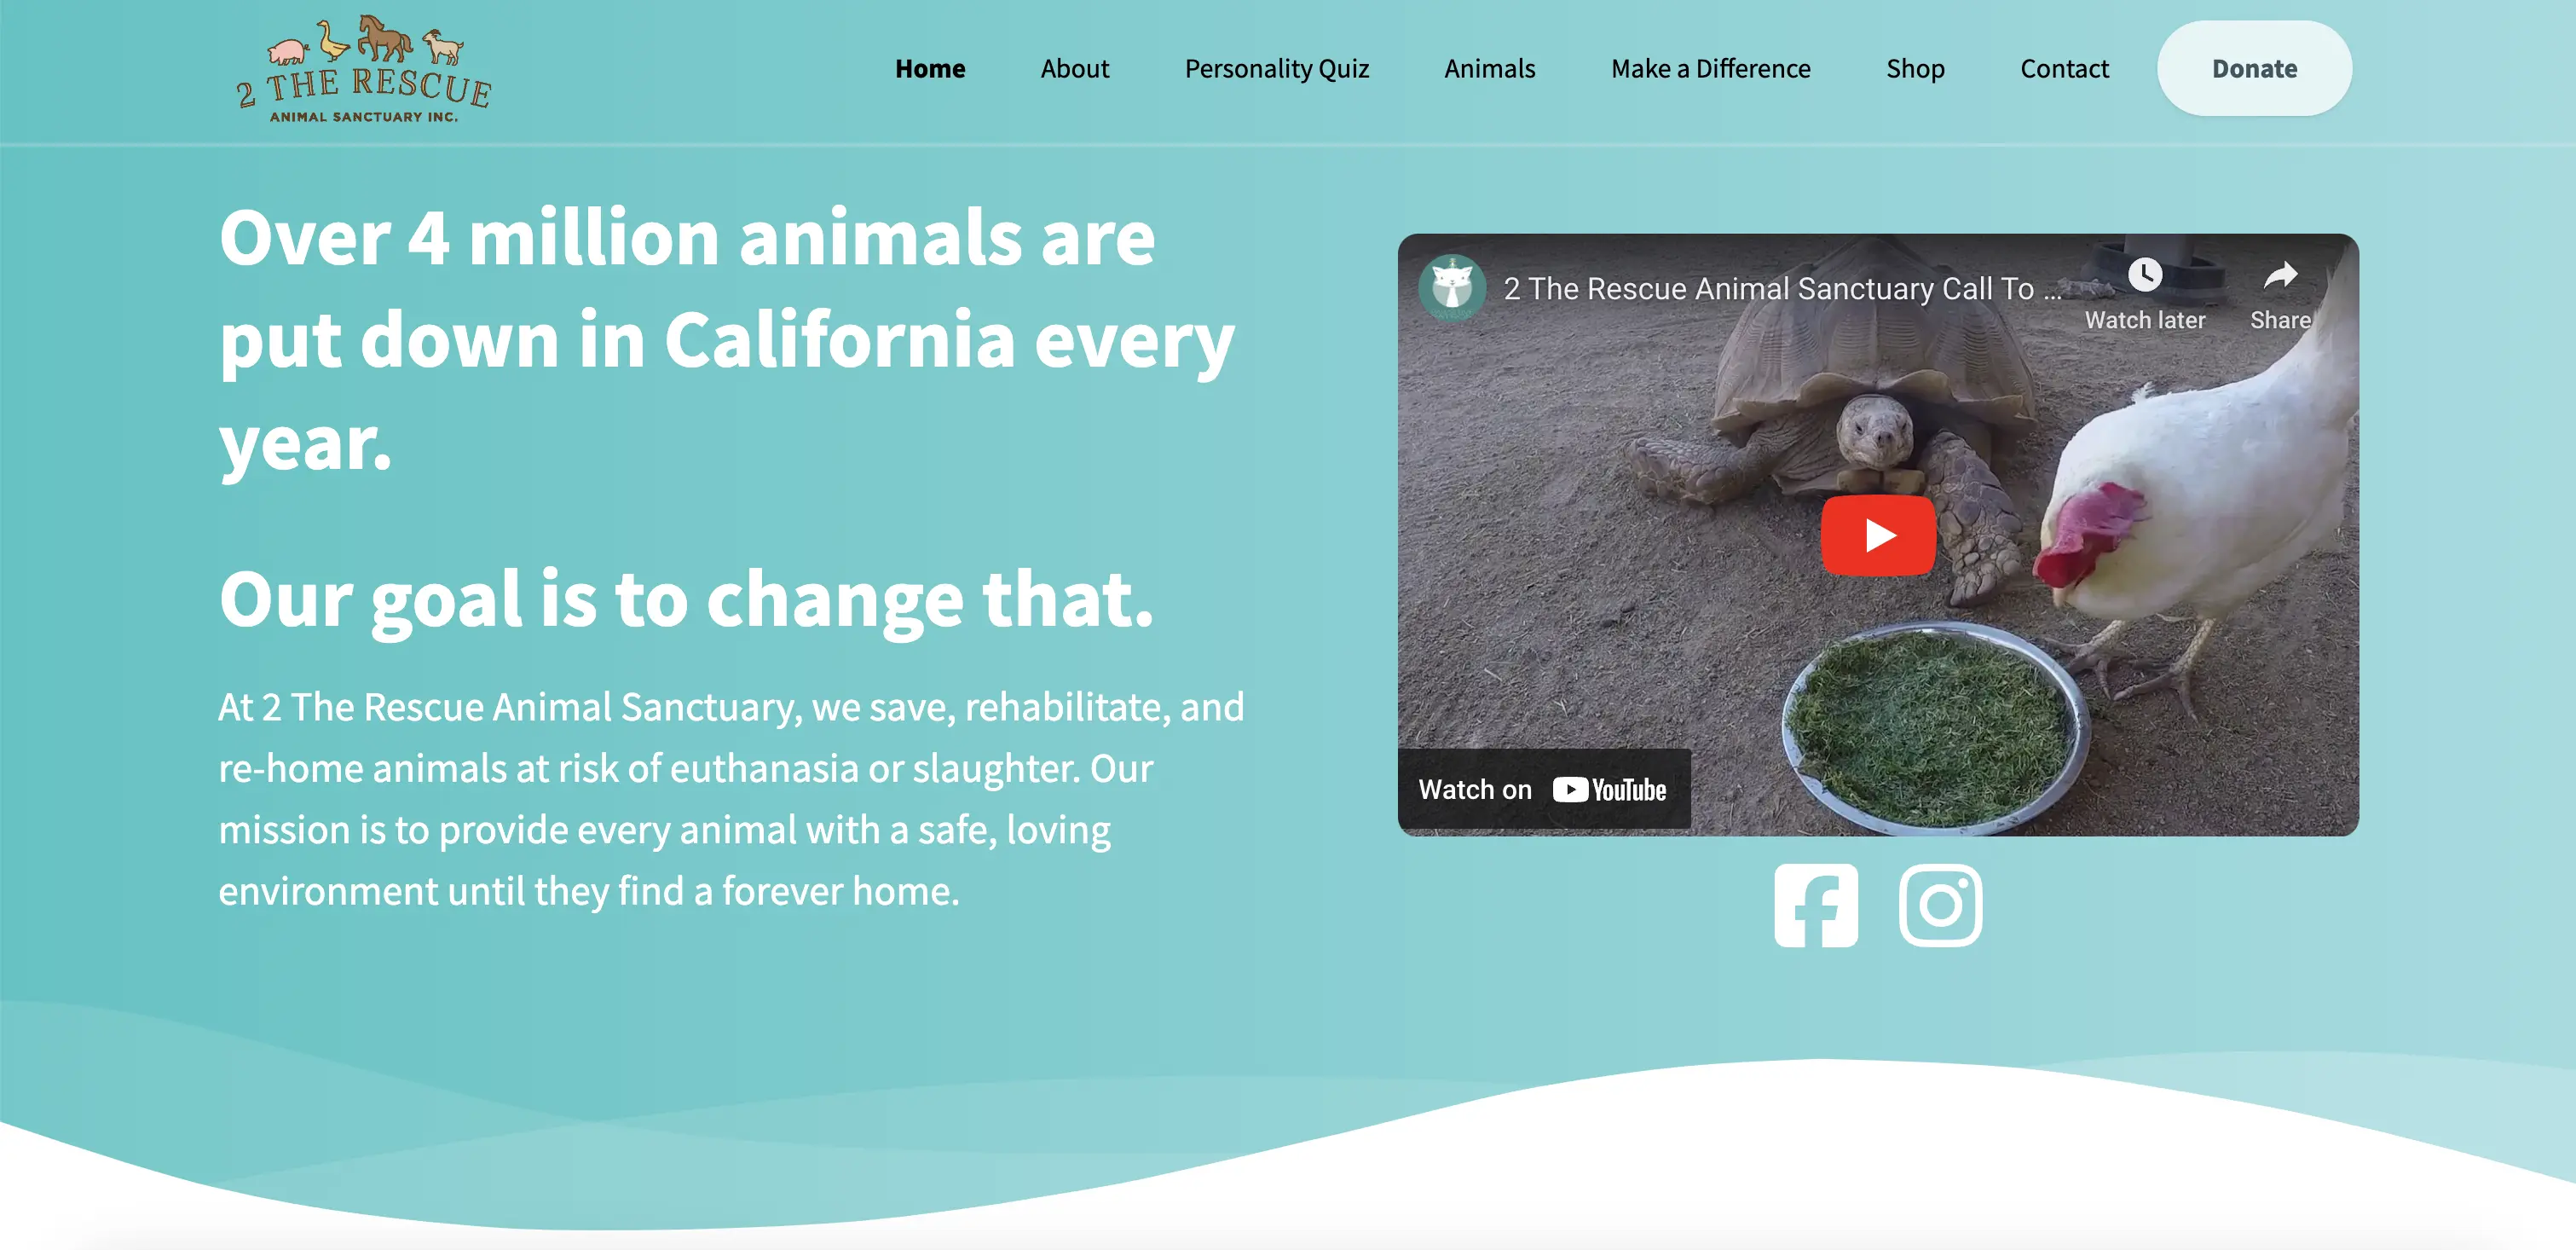 2 THE RESCUE
ANIMAL SANCTUARY INC.
Home
About
Personality Quiz
Animals
Make a Difference
Shop
Contact
Donate
Over 4 million animals are
put down in California every
year.
Our goal is to change that.
At 2 The Rescue Animal Sanctuary, we save, rehabilitate, and
re-home animals at risk of euthanasia or slaughter. Our
mission is to provide every animal with a safe, loving
environment until they find a forever home.
2 The Rescue Animal Sanctuary Call To ...
Watch later
Share
Watch on YouTube